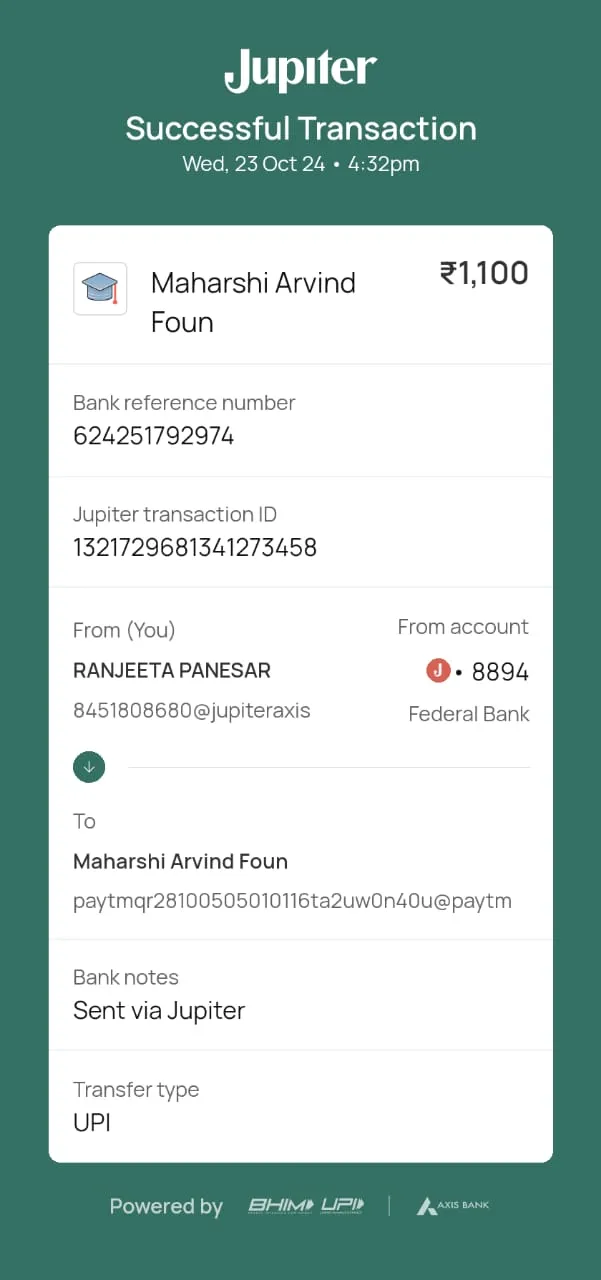 Jupiter
Successful Transaction
Wed, 23 Oct 24 • 4:32pm
Maharshi Arvind
Foun
₹1,100
Bank reference number
624251792974
Jupiter transaction ID
1321729681341273458
From (You)
From account
RANJEETA PANESAR
J • 8894
8451808680@jupiteraxis
Federal Bank
To
Maharshi Arvind Foun
paytmqr28100505010116ta2uw0n40u@paytm
Bank notes
Sent via Jupiter
Transfer type
UPI
Powered by BHIM UPI | AXIS BANK